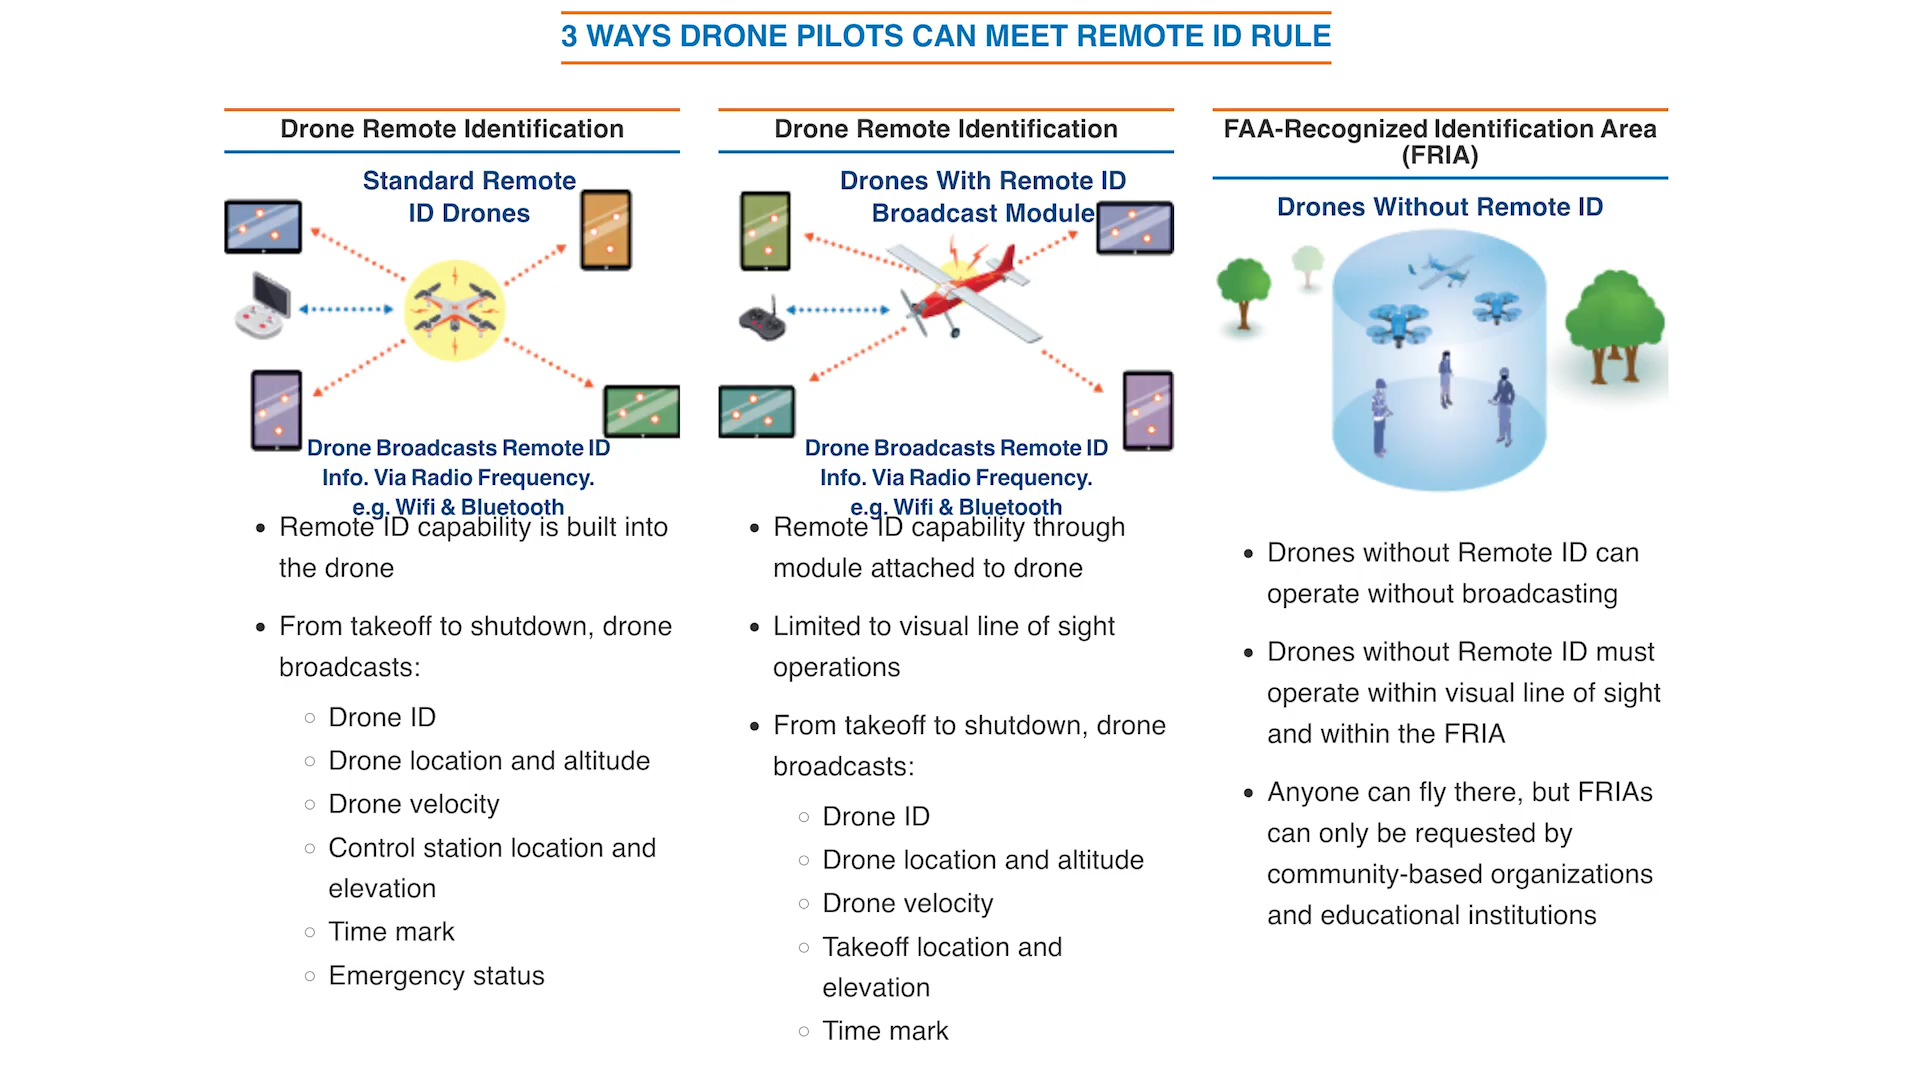 3 WAYS DRONE PILOTS CAN MEET REMOTE ID RULE
Drone Remote Identification
Standard Remote
ID Drones
Drone Broadcasts Remote ID
Info. Via Radio Frequency.
e.g. Wifi & Bluetooth
Remote ID capability is built into
the drone
From takeoff to shutdown, drone
broadcasts:
Drone ID
Drone location and altitude
Drone velocity
Control station location and
elevation
Time mark
Emergency status
Drone Remote Identification
Drones With Remote ID
Broadcast Module
Drone Broadcasts Remote ID
Info. Via Radio Frequency.
e.g. Wifi & Bluetooth
Remote ID capability through
module attached to drone
Limited to visual line of sight
operations
From takeoff to shutdown, drone
broadcasts:
Drone ID
Drone location and altitude
Drone velocity
Takeoff location and
elevation
Time mark
FAA-Recognized Identification Area
(FRIA)
Drones Without Remote ID
Drones without Remote ID can
operate without broadcasting
Drones without Remote ID must
operate within visual line of sight
and within the FRIA
Anyone can fly there, but FRIAs
can only be requested by
community-based organizations
and educational institutions